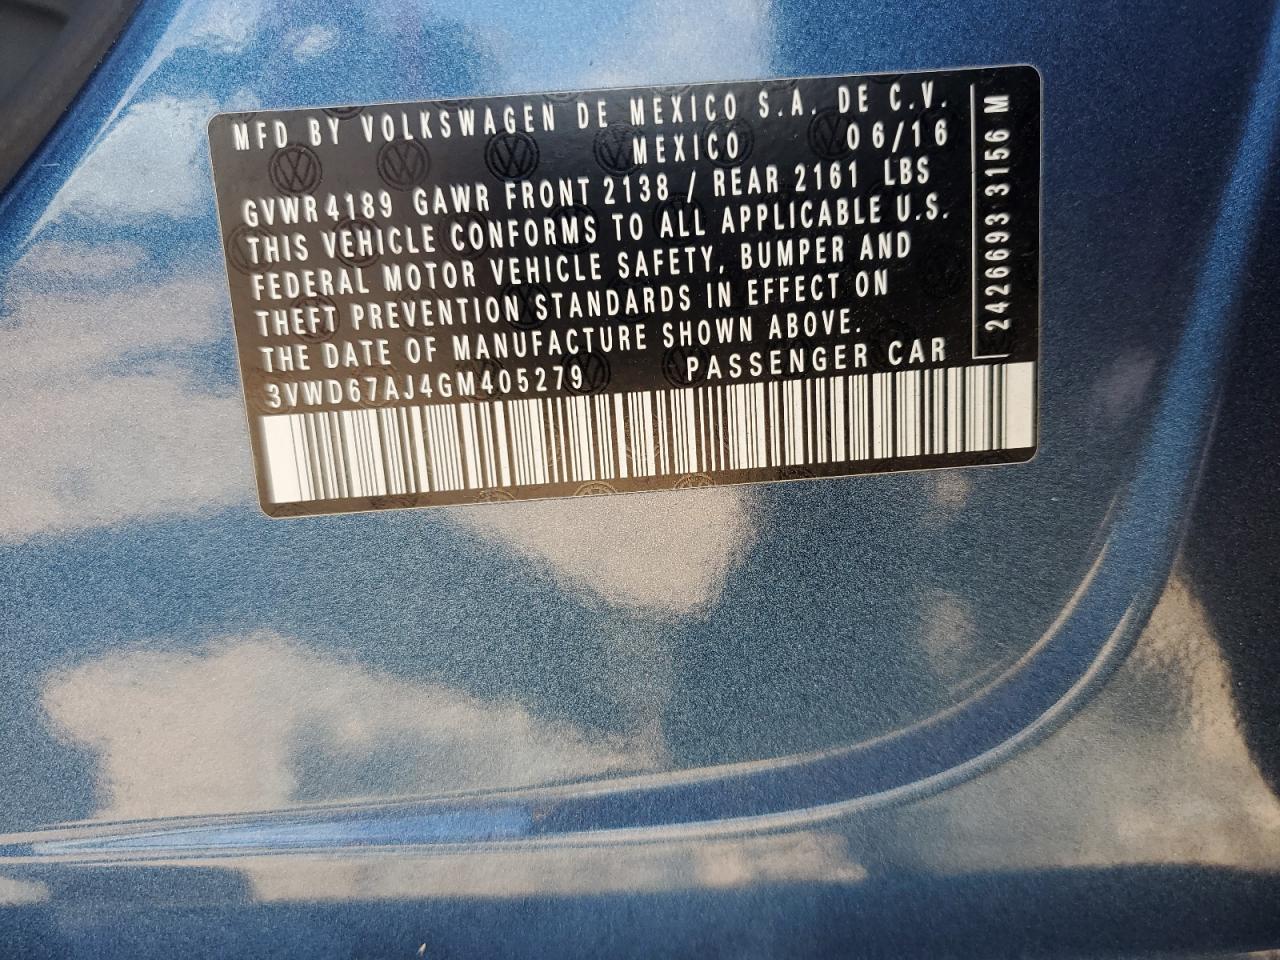 MFD BY VOLKSWAGEN DE MEXICO S.A. DE C.V.
MEXICO 06/16
GVWR 4189 GAWR FRONT 2138 / REAR 2161 LBS
THIS VEHICLE CONFORMS TO ALL APPLICABLE U.S.
FEDERAL MOTOR VEHICLE SAFETY, BUMPER AND
THEFT PREVENTION STANDARDS IN EFFECT ON
THE DATE OF MANUFACTURE SHOWN ABOVE.
3VWD67AJ4GM405279 PASSENGER CAR
2426693 3156 M